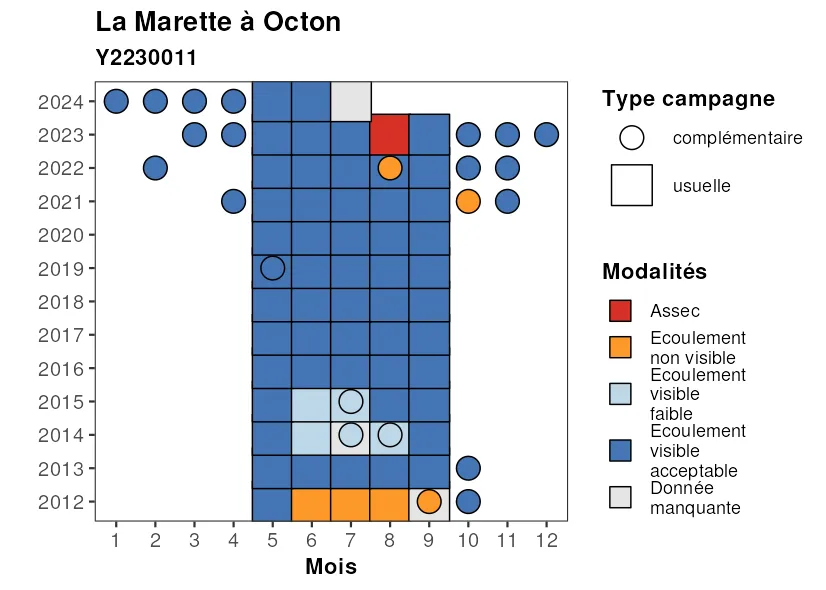 La Marette à Octon
Y2230011
2024
2023
2022
2021
2020
2019
2018
2017
2016
2015
2014
2013
2012
1 2 3 4 5 6 7 8 9 10 11 12
Mois
Type campagne
complémentaire
usuelle
Modalités
Assec
Ecoulement
non visible
Ecoulement
visible
faible
Ecoulement
visible
acceptable
Donnée
manquante